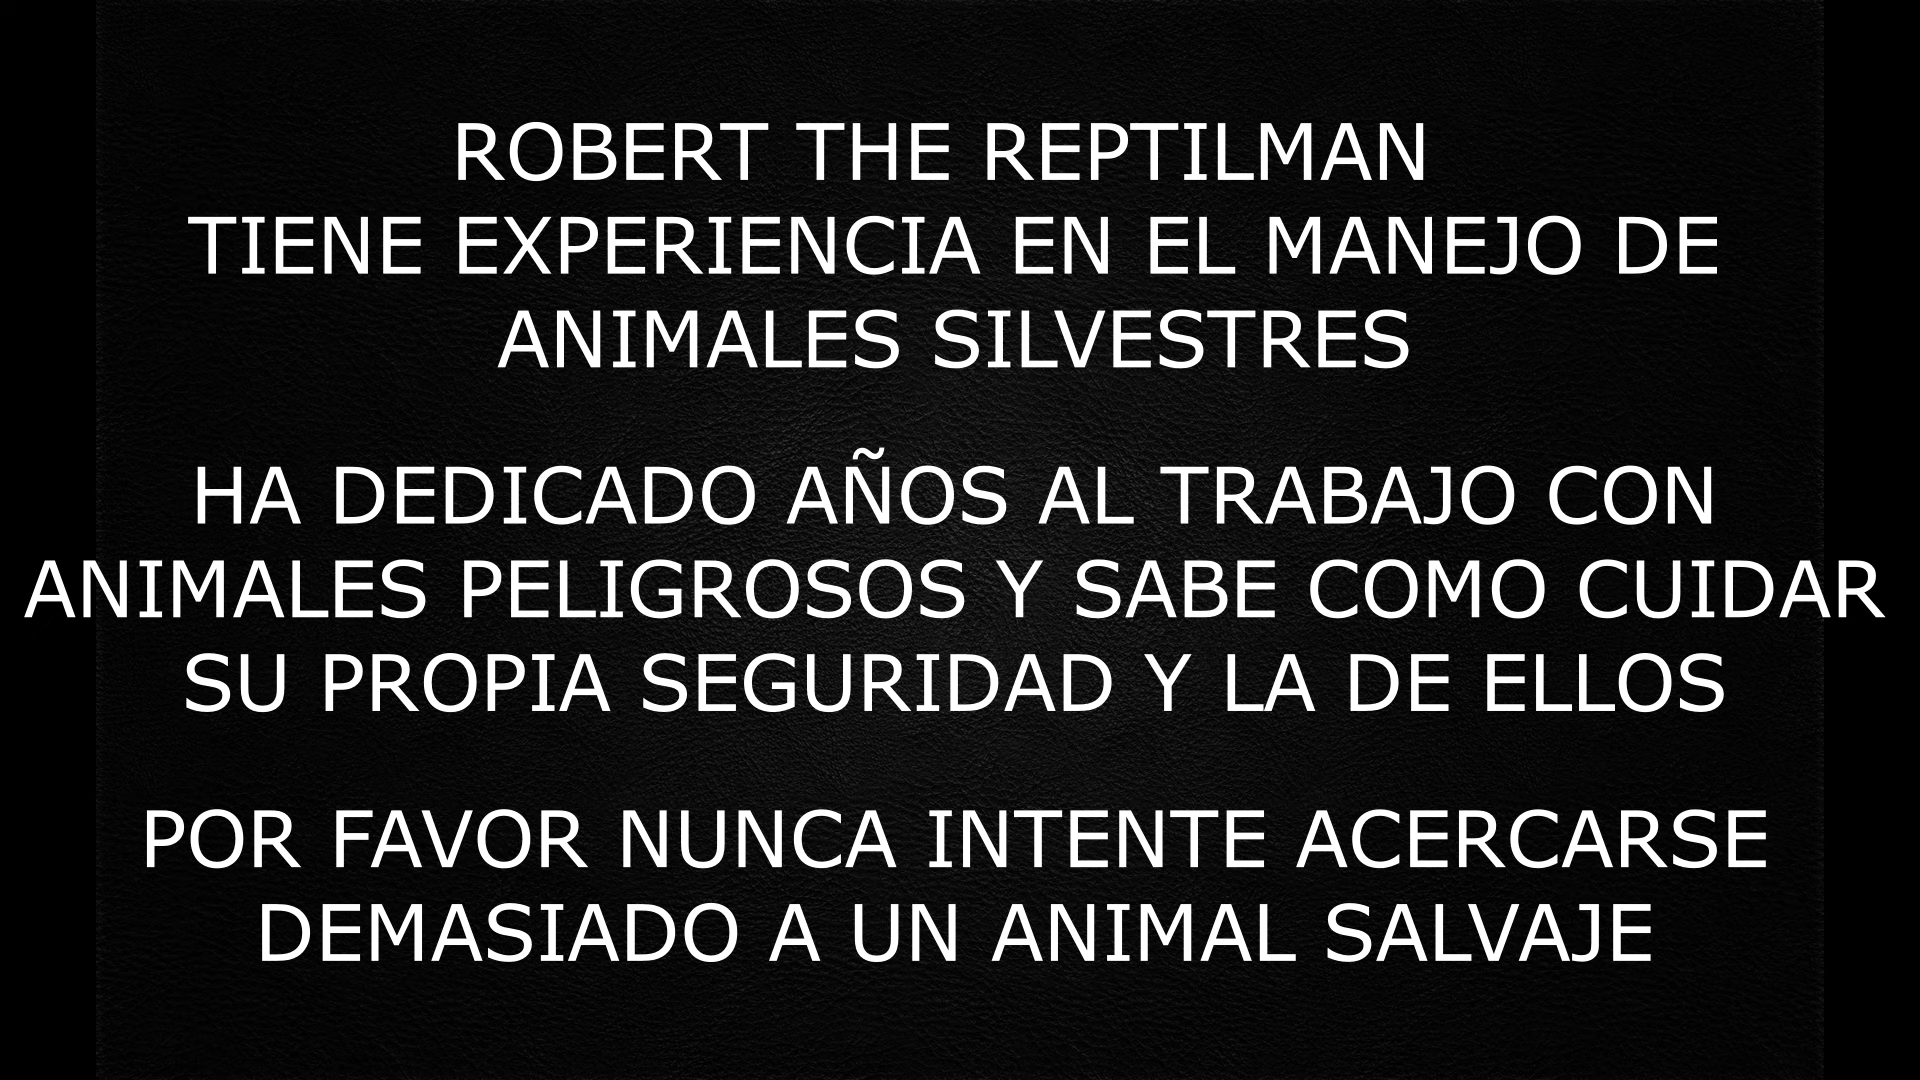 ROBERT THE REPTILMAN
TIENE EXPERIENCIA EN EL MANEJO DE
ANIMALES SILVESTRES
HA DEDICADO AÑOS AL TRABAJO CON
ANIMALES PELIGROSOS Y SABE COMO CUIDAR
SU PROPIA SEGURIDAD Y LA DE ELLOS
POR FAVOR NUNCA INTENTE ACERCARSE
DEMASIADO A UN ANIMAL SALVAJE